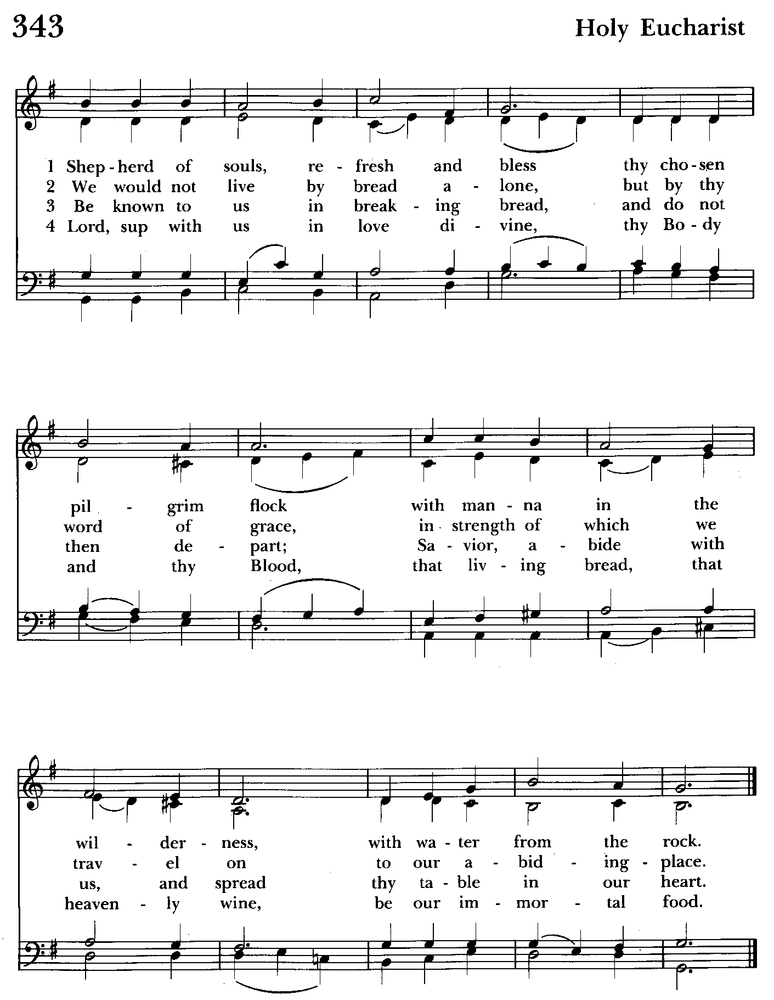 343 Holy Eucharist
1 Shep - herd of souls, re - fresh and bless thy cho - sen
2 We would not live by bread a - lone, but by thy
3 Be known to us in break - ing bread, and do not
4 Lord, sup with us in love di - vine, thy Bo - dy
pil - grim flock with man - na in the
word of grace, in strength of which we
then de - part; Sa - vior, a - bide with
and thy Blood, that liv - ing bread, that
wil - der - ness, with wa - ter from the rock.
trav - el on to our a - bid - ing - place.
us, and spread thy ta - ble in our heart.
heaven - ly wine, be our im - mor - tal food.